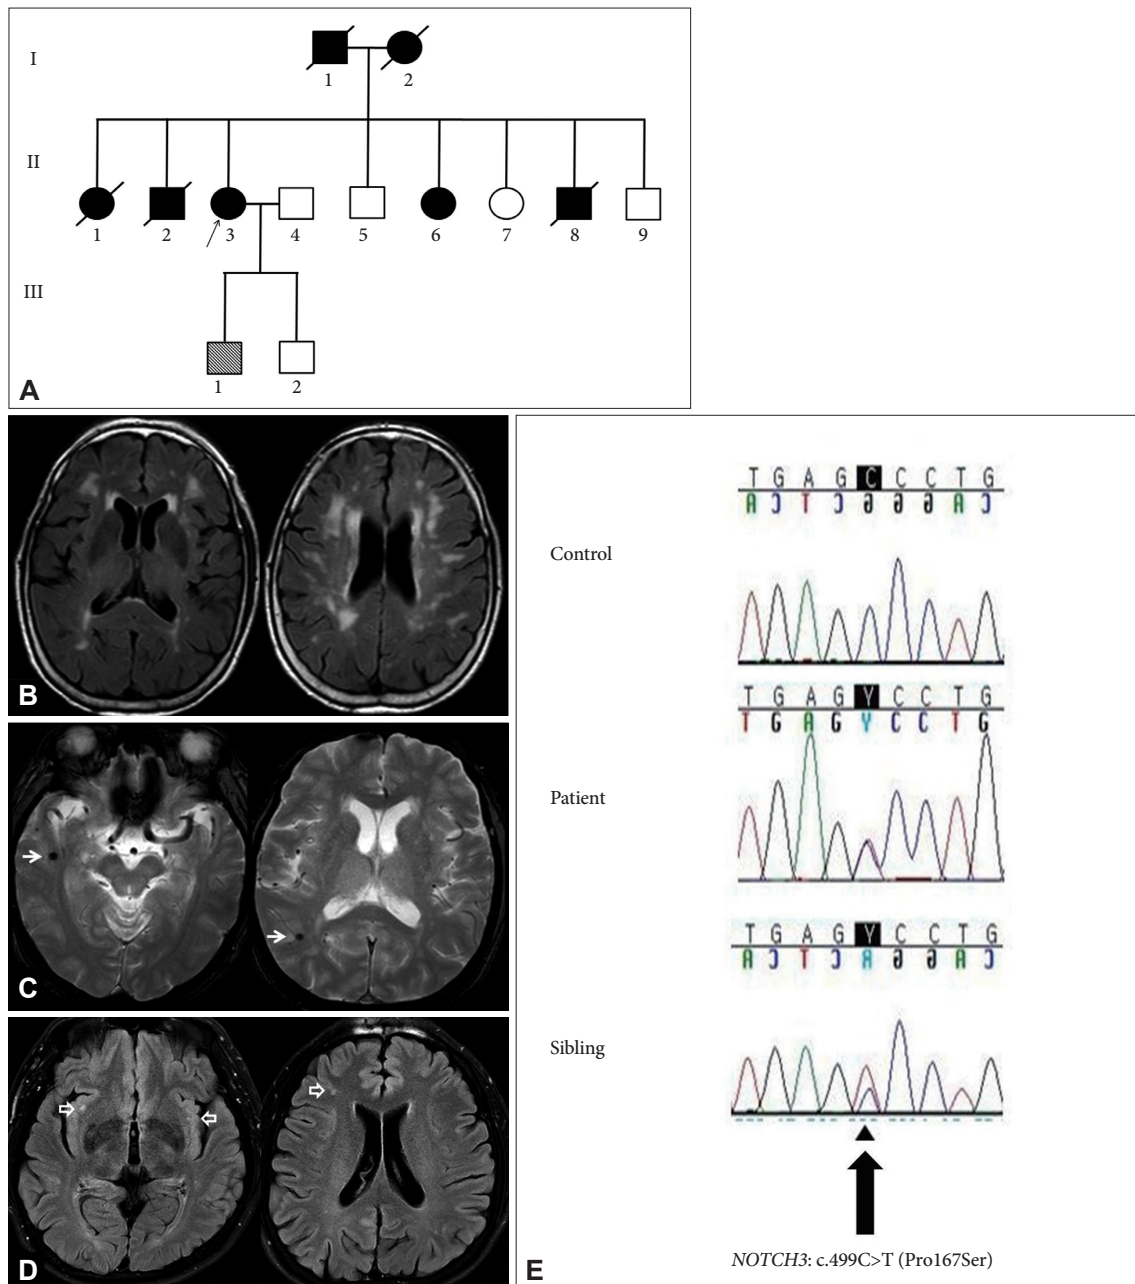 I
1 2
II
1 2 3 4 5 6 7 8 9
III
1 2
A
B
C
D
T G A G C C C T G
Control
T G A G Y C C T G
T G A G Y C C T G
Patient
T G A G Y C C T G
Sibling
NOTCH3: c.499C>T (Pro167Ser)
E